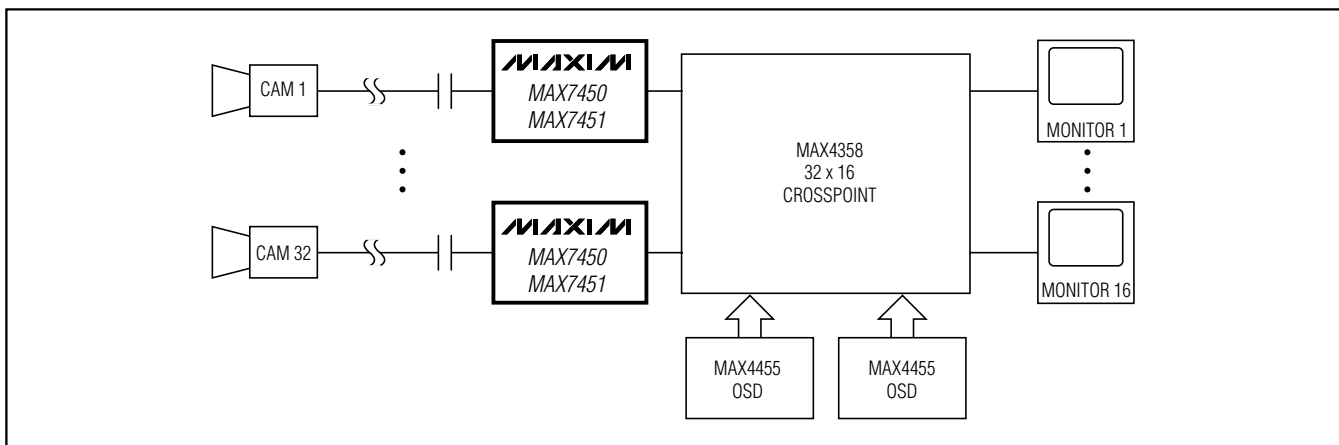 CAM 1
MAXIM
MAX7450
MAX7451
MAX4358
32 x 16
CROSSPOINT
MONITOR 1
CAM 32
MAXIM
MAX7450
MAX7451
MONITOR 16
MAX4455
OSD
MAX4455
OSD